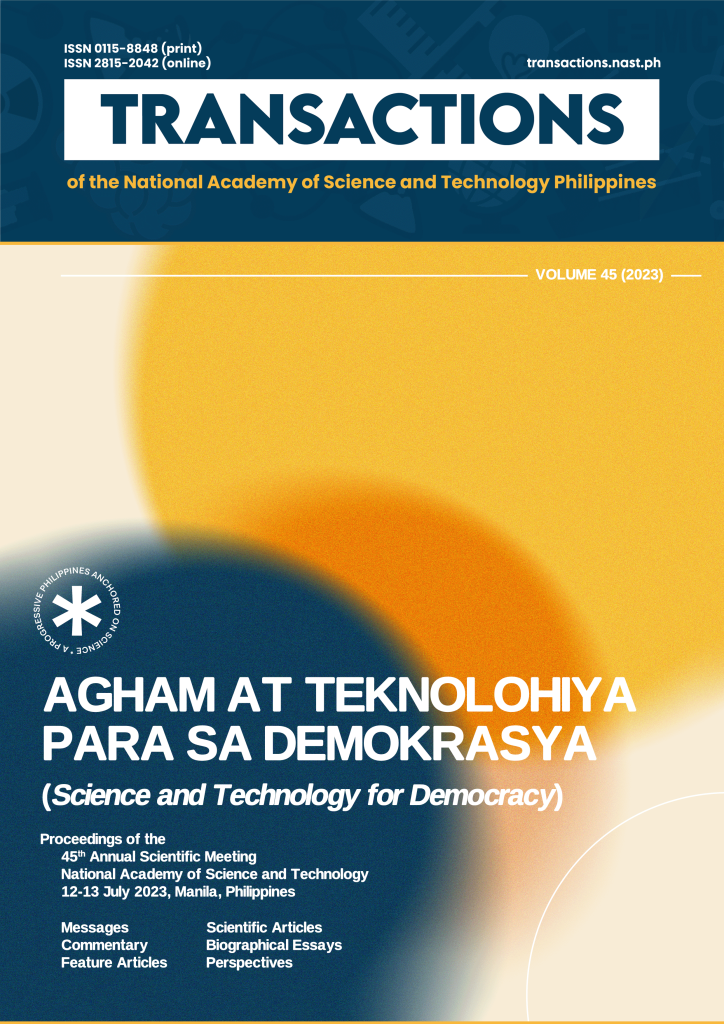 ISSN 0115-8848 (print)
ISSN 2815-2042 (online)
transactions.nast.ph
TRANSACTIONS
of the National Academy of Science and Technology Philippines
VOLUME 45 (2023)
A PROGRESSIVE PHILIPPINES ANCHORED ON SCIENCE *
AGHAM AT TEKNOLOHIYA
PARA SA DEMOKRASYA
(Science and Technology for Democracy)
Proceedings of the
45th Annual Scientific Meeting
National Academy of Science and Technology
12-13 July 2023, Manila, Philippines
Messages
Commentary
Feature Articles
Scientific Articles
Biographical Essays
Perspectives